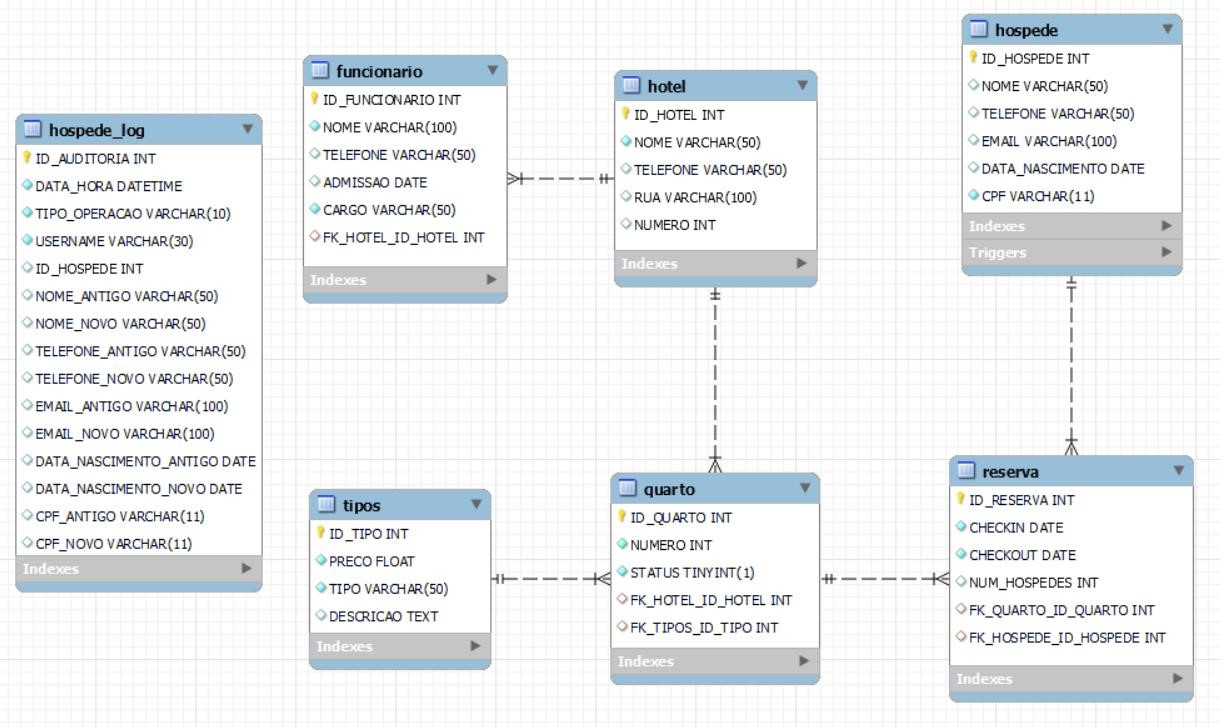 hospede_log
ID_AUDITORIA INT
DATA_HORA DATETIME
TIPO_OPERACAO VARCHAR(10)
USERNAME VARCHAR(30)
ID_HOSPEDE INT
NOME_ANTIGO VARCHAR(50)
NOME_NOVO VARCHAR(50)
TELEFONE_ANTIGO VARCHAR(50)
TELEFONE_NOVO VARCHAR(50)
EMAIL_ANTIGO VARCHAR(100)
EMAIL_NOVO VARCHAR(100)
DATA_NASCIMENTO_ANTIGO DATE
DATA_NASCIMENTO_NOVO DATE
CPF_ANTIGO VARCHAR(11)
CPF_NOVO VARCHAR(11)
Indexes
funcionario
ID_FUNCIONARIO INT
NOME VARCHAR(100)
TELEFONE VARCHAR(50)
ADMISSAO DATE
CARGO VARCHAR(50)
FK_HOTEL_ID_HOTEL INT
Indexes
hotel
ID_HOTEL INT
NOME VARCHAR(50)
TELEFONE VARCHAR(50)
RUA VARCHAR(100)
NUMERO INT
Indexes
hospede
ID_HOSPEDE INT
NOME VARCHAR(50)
TELEFONE VARCHAR(50)
EMAIL VARCHAR(100)
DATA_NASCIMENTO DATE
CPF VARCHAR(11)
Indexes
Triggers
tipos
ID_TIPO INT
PRECO FLOAT
TIPO VARCHAR(50)
DESCRICAO TEXT
Indexes
quarto
ID_QUARTO INT
NUMERO INT
STATUS TINYINT(1)
FK_HOTEL_ID_HOTEL INT
FK_TIPOS_ID_TIPO INT
Indexes
reserva
ID_RESERVA INT
CHECKIN DATE
CHECKOUT DATE
NUM_HOSPEDES INT
FK_QUARTO_ID_QUARTO INT
FK_HOSPEDE_ID_HOSPEDE INT
Indexes